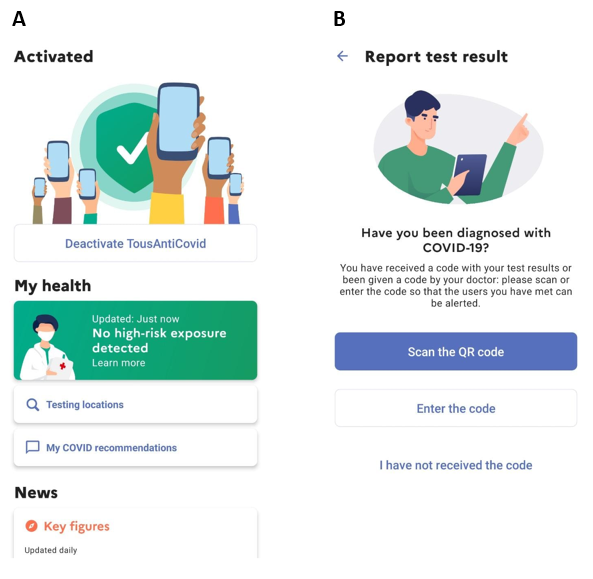 A
Activated
Deactivate TousAntiCovid
My health
Updated: Just now
No high-risk exposure
detected
Learn more
Testing locations
My COVID recommendations
News
Key figures
Updated daily
B
Report test result
Have you been diagnosed with
COVID-19?
You have received a code with your test results or
been given a code by your doctor: please scan or
enter the code so that the users you have met can
be alerted.
Scan the QR code
Enter the code
I have not received the code